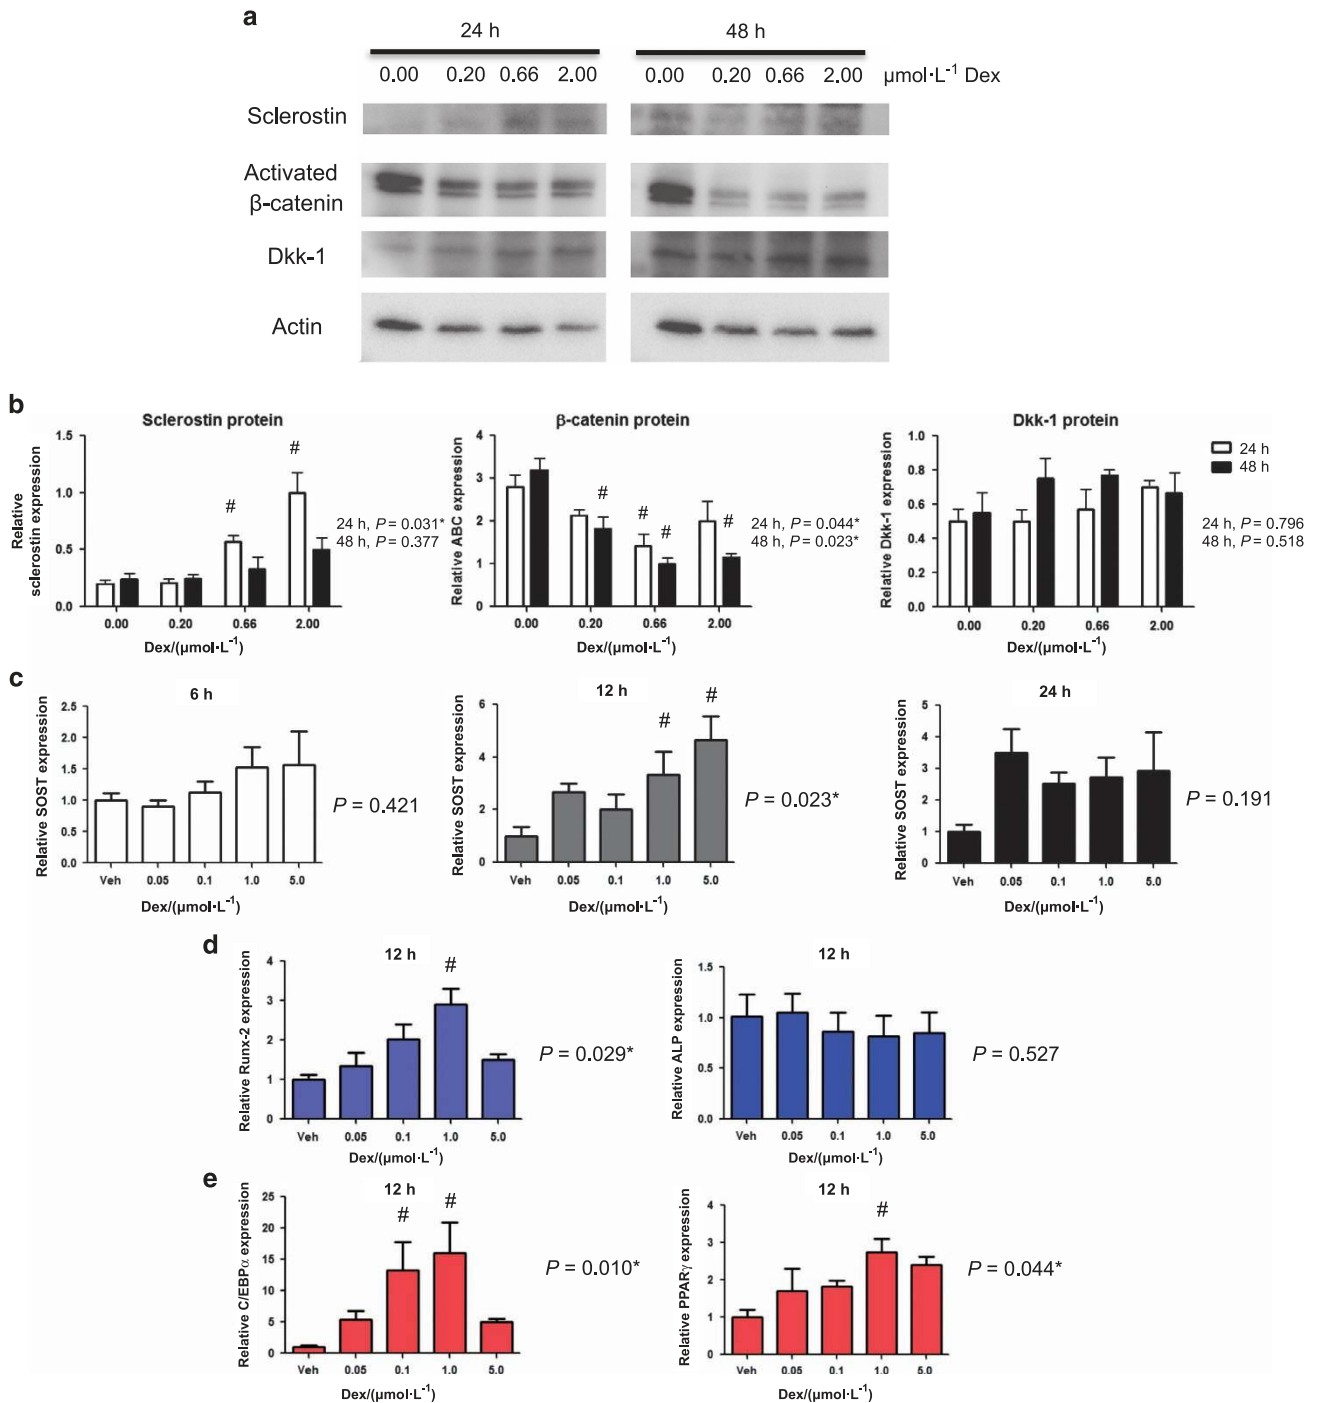 a
24 h
48 h
0.00 0.20 0.66 2.00 0.00 0.20 0.66 2.00 μmol·L⁻¹ Dex
Sclerostin
Activated
β-catenin
Dkk-1
Actin
b
Sclerostin protein
Relative
sclerostin expression
1.5
1.0
0.5
0.0
#
#
24 h, P = 0.031*
48 h, P = 0.377
0.00 0.20 0.66 2.00
Dex/(μmol·L⁻¹)
β-catenin protein
Relative ABC expression
4
3
2
1
0
#
#
#
#
24 h, P = 0.044*
48 h, P = 0.023*
0.00 0.20 0.66 2.00
Dex/(μmol·L⁻¹)
Dkk-1 protein
Relative Dkk-1 expression
1.0
0.8
0.6
0.4
0.2
0.0
24 h
48 h
24 h, P = 0.796
48 h, P = 0.518
0.00 0.20 0.66 2.00
Dex/(μmol·L⁻¹)
c
6 h
Relative SOST expression
2.5
2.0
1.5
1.0
0.5
0.0
P = 0.421
Veh 0.05 0.1 1.0 5.0
Dex/(μmol·L⁻¹)
12 h
Relative SOST expression
6
4
2
0
#
#
P = 0.023*
Veh 0.05 0.1 1.0 5.0
Dex/(μmol·L⁻¹)
24 h
Relative SOST expression
5
4
3
2
1
0
P = 0.191
Veh 0.05 0.1 1.0 5.0
Dex/(μmol·L⁻¹)
d
12 h
Relative Runx-2 expression
4
3
2
1
0
#
P = 0.029*
Veh 0.05 0.1 1.0 5.0
Dex/(μmol·L⁻¹)
12 h
Relative ALP expression
1.5
1.0
0.5
0.0
P = 0.527
Veh 0.05 0.1 1.0 5.0
Dex/(μmol·L⁻¹)
e
12 h
Relative C/EBPα expression
25
20
15
10
5
0
#
#
P = 0.010*
Veh 0.05 0.1 1.0 5.0
Dex/(μmol·L⁻¹)
12 h
Relative PPARγ expression
4
3
2
1
0
#
P = 0.044*
Veh 0.05 0.1 1.0 5.0
Dex/(μmol·L⁻¹)